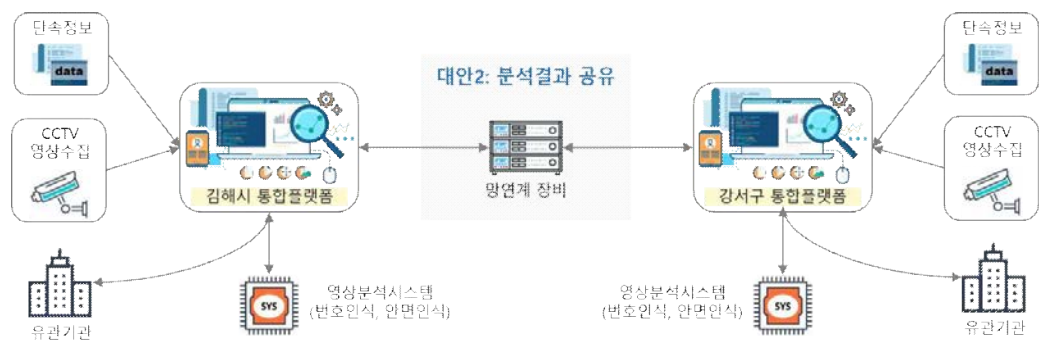 단속정보
data
CCTV
영상수집
김해시 통합플랫폼
유관기관
SYS
영상분석시스템
(번호인식, 안면인식)
대안2: 분석결과 공유
망연계 장비
단속정보
data
CCTV
영상수집
강서구 통합플랫폼
영상분석시스템
(번호인식, 안면인식)
SYS
유관기관